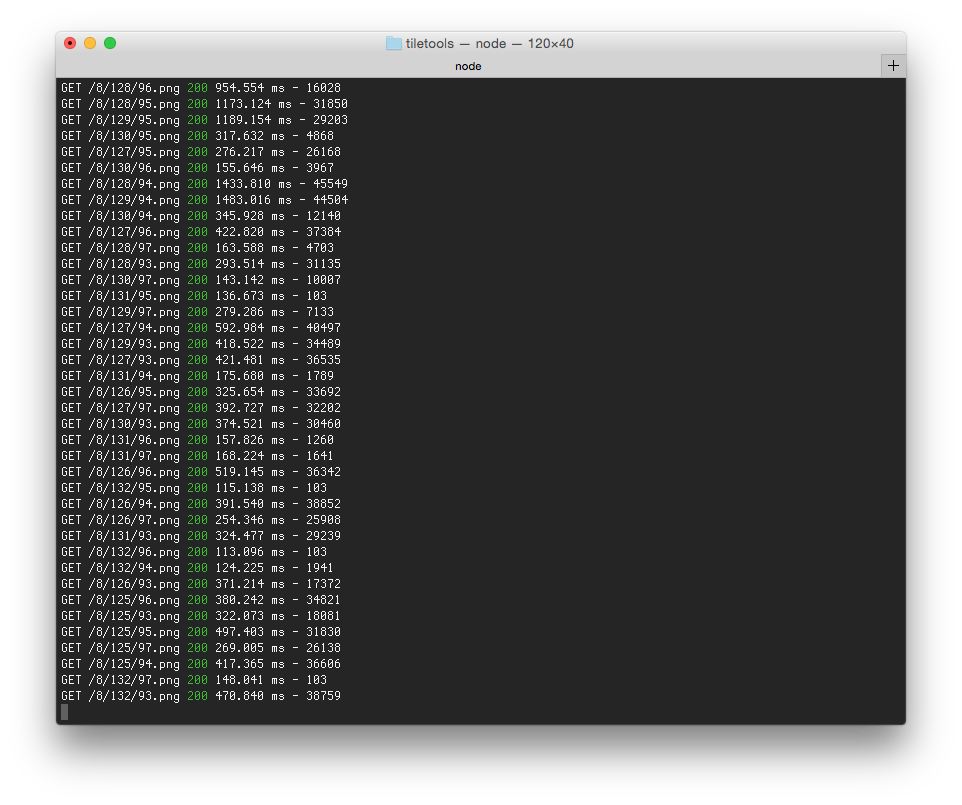 tiletools — node — 120×40
node
+
GET /8/128/96.png 200 954.554 ms - 16028
GET /8/128/95.png 200 1173.124 ms - 31850
GET /8/129/95.png 200 1189.154 ms - 29203
GET /8/130/95.png 200 317.632 ms - 4868
GET /8/127/95.png 200 276.217 ms - 26168
GET /8/130/96.png 200 155.646 ms - 3967
GET /8/128/94.png 200 1433.810 ms - 45549
GET /8/129/94.png 200 1483.016 ms - 44504
GET /8/130/94.png 200 345.928 ms - 12140
GET /8/127/96.png 200 422.820 ms - 37384
GET /8/128/97.png 200 163.588 ms - 4703
GET /8/128/93.png 200 293.514 ms - 31135
GET /8/130/97.png 200 143.142 ms - 10007
GET /8/131/95.png 200 136.673 ms - 103
GET /8/129/97.png 200 279.286 ms - 7133
GET /8/127/94.png 200 592.984 ms - 40497
GET /8/129/93.png 200 418.522 ms - 34489
GET /8/127/93.png 200 421.481 ms - 36535
GET /8/131/94.png 200 175.680 ms - 1789
GET /8/126/95.png 200 325.654 ms - 33692
GET /8/127/97.png 200 392.727 ms - 32202
GET /8/130/93.png 200 374.521 ms - 30460
GET /8/131/96.png 200 157.826 ms - 1260
GET /8/131/97.png 200 168.224 ms - 1641
GET /8/126/96.png 200 519.145 ms - 36342
GET /8/132/95.png 200 115.138 ms - 103
GET /8/126/94.png 200 391.540 ms - 38852
GET /8/126/97.png 200 254.346 ms - 25908
GET /8/131/93.png 200 324.477 ms - 29239
GET /8/132/96.png 200 113.096 ms - 103
GET /8/132/94.png 200 124.225 ms - 1941
GET /8/126/93.png 200 371.214 ms - 17372
GET /8/125/96.png 200 380.242 ms - 34821
GET /8/125/93.png 200 322.073 ms - 18081
GET /8/125/95.png 200 497.403 ms - 31830
GET /8/125/97.png 200 269.005 ms - 26138
GET /8/125/94.png 200 417.365 ms - 36606
GET /8/132/97.png 200 148.041 ms - 103
GET /8/132/93.png 200 470.840 ms - 38759